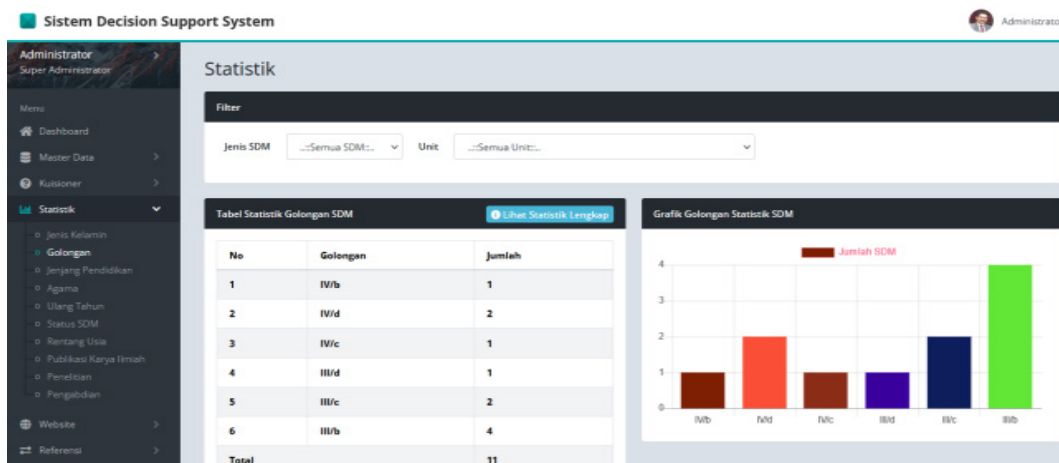 Sistem Decision Support System
Administrato
Administrator
Super Administrator
Menu
Dashboard
Master Data
Kuisioner
Statistik
Jenis Kelamin
Golongan
Jenjang Pendidikan
Agama
Ulang Tahun
Status SDM
Rentang Usia
Publikasi Karya Ilmiah
Penelitian
Pengabdian
Website
Referensi
Statistik
Filter
Jenis SDM ..::Semua SDM::.. Unit ..::Semua Unit::..
Tabel Statistik Golongan SDM Lihat Statistik Lengkap
No Golongan Jumlah
1 IV/b 1
2 IV/d 2
3 IV/c 1
4 III/d 1
5 III/c 2
6 III/b 4
Total 11
Grafik Golongan Statistik SDM
Jumlah SDM
4
3
2
1
0
IV/b IV/d IV/c III/d III/c III/b